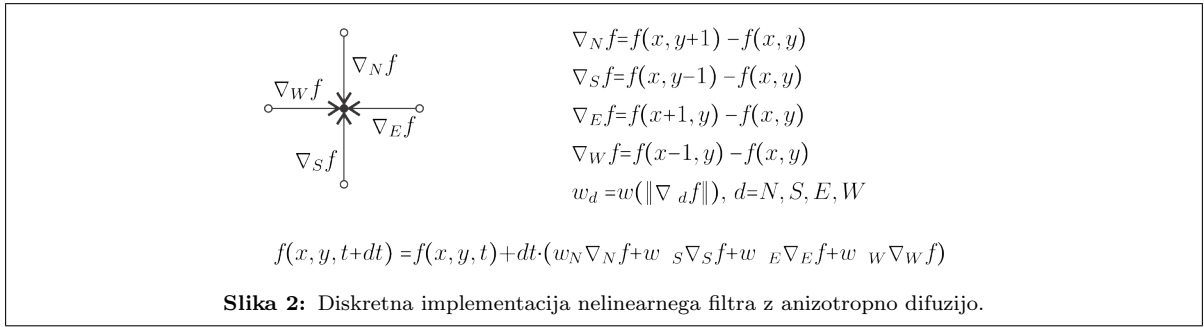 ∇_N f
∇_W f
∇_E f
∇_S f
∇_N f=f(x, y+1) −f(x, y)
∇_S f=f(x, y−1) −f(x, y)
∇_E f=f(x+1, y) −f(x, y)
∇_W f=f(x−1, y) −f(x, y)
w_d =w(‖∇ _d f‖), d=N, S, E, W
f(x, y, t+dt) =f(x, y, t)+dt·(w_N ∇_N f+w _S ∇_S f+w _E ∇_E f+w _W ∇_W f)
Slika 2: Diskretna implementacija nelinearnega filtra z anizotropno difuzijo.